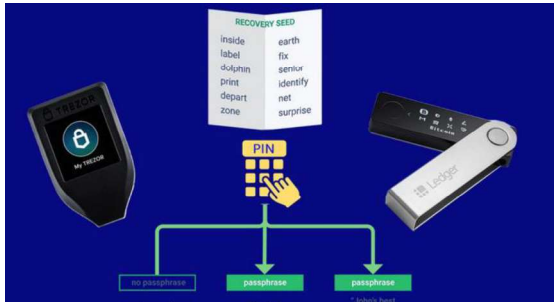 RECOVERY SEED
inside earth
label fix
dolphin senior
print identify
depart net
zone surprise
TREZOR
My TREZOR
PIN
Bitcoin
Ledger
no passphrase
passphrase
passphrase